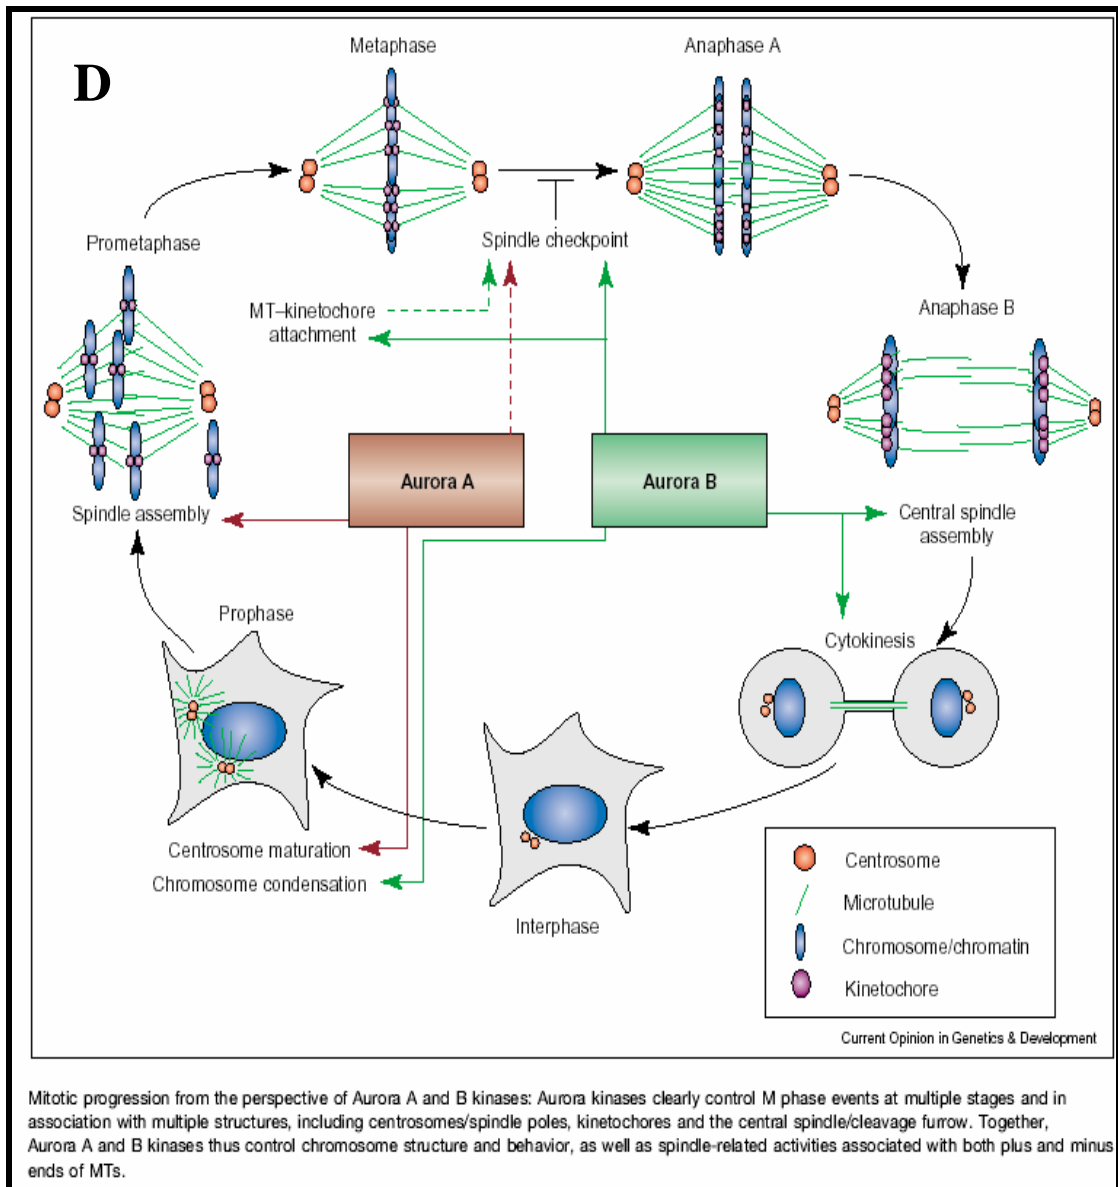 D
Metaphase
Anaphase A
Prometaphase
Spindle checkpoint
MT–kinetochore
attachment
Anaphase B
Aurora A
Aurora B
Spindle assembly
Central spindle
assembly
Prophase
Cytokinesis
Centrosome maturation
Chromosome condensation
Interphase
Centrosome
Microtubule
Chromosome/chromatin
Kinetochore
Current Opinion in Genetics & Development
Mitotic progression from the perspective of Aurora A and B kinases: Aurora kinases clearly control M phase events at multiple stages and in
association with multiple structures, including centrosomes/spindle poles, kinetochores and the central spindle/cleavage furrow. Together,
Aurora A and B kinases thus control chromosome structure and behavior, as well as spindle-related activities associated with both plus and minus
ends of MTs.